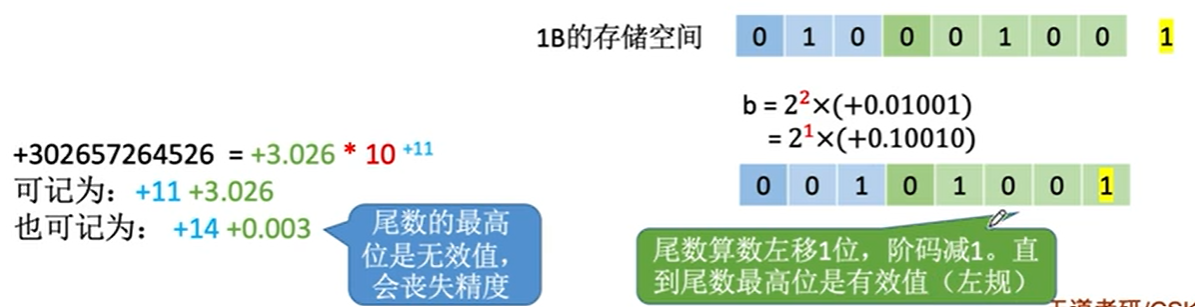 1B的存储空间 0 1 0 0 0 1 0 0 1
b = 2²×(+0.01001)
= 2¹×(+0.10010)
0 0 1 0 1 0 0 1
+302657264526 = +3.026 * 10 +11
可记为: +11 +3.026
也可记为: +14 +0.003
尾数的最高
位是无效值,
会丧失精度
尾数算数左移1位,阶码减1。直
到尾数最高位是有效值(左规)